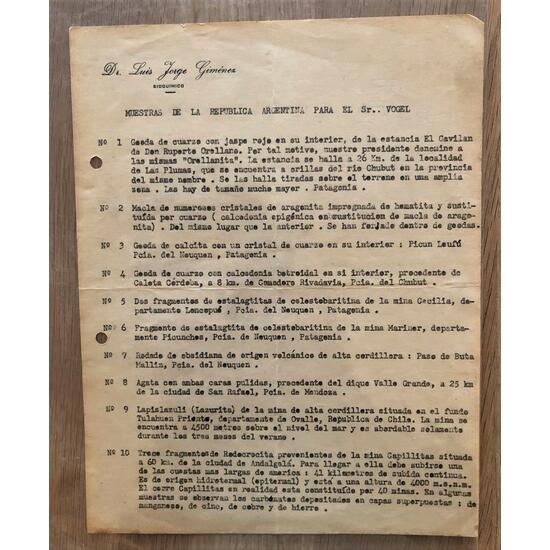 Dr. Luis Jorge Giménez
BIOQUIMICO
MUESTRAS DE LA REPUBLICA ARGENTINA PARA EL Sr.. VOGEL
Nº 1 Geoda de cuarzo con jaspe rojo en su interior, de la estancia El Gavilan
de Don Ruperto Orellano. Por tal motivo, nuestro presidente denomine a
las mismas "Orellanita". La estancia se halla a 26 Km. de la localidad
de Las Plumas, que se encuentra a orillas del rio Chubut en la provincia
del mismo nombre . Se las halla tiradas sobre el terreno en una amplia
zona . Las hay de tamaño mucho mayor . Patagonia .
Nº 2 Macla de numerosos cristales de aragonita impregnada de hematita y susti-
tuída por cuarzo ( calcedonia epigénica en sustitucion de macla de arago-
nita) . Del mismo lugar que la anterior . Se han formado dentro de geodas.
Nº 3 Geoda de calcita con un cristal de cuarzo en su interior : Picun Leufú
Pcia. del Neuquen , Patagonia .
Nº 4 Geoda de cuarzo con calcedonia botroidal en si interior, procedente de
Caleta Córdoba, a 8 km. de Comodoro Rivadavia, Pcia. del Chubut .
Nº 5 Dos fragmentos de estalagtitas de celestobaritina de la mina Cecilia, de-
partamento Loncopué , Pcia. del Neuquen , Patagonia .
Nº 6 Fragmento de estalagtita de celestobaritina de la mina Mariner, departa-
mento Picunches, Pcia. de Neuquen , Patagonia .
Nº 7 Rodado de obsidiana de origen volcánico de alta cordillera : Paso de Buta
Mallin, Pcia. del Neuquen .
Nº 8 Agata con ambas caras pulidas, precedente del dique Valle Grande, a 25 km
de la ciudad de San Rafael, Pcia. de Mendoza .
Nº 9 Lapislazuli (Lazurita) de la mina de alta cordillera situada en el fundo
Tulahuen Priente, departamento de Ovalle, Republica de Chile. La mina se
encuentra a 4500 metros sobre el nivel del mar y es abordable solamente
durante los tres meses del verano .
Nº 10 Trece fragmentos de Rodocrosita provenientes de la mina Capillitas situada
a 60 km. de la ciudad de Andalgalá. Para llegar a ella debe subirse una
de las cuestas mas largas de america : 41 kilometros de subida continua.
Es de origen hidrotermal (epitermal) y está a una altura de 4000 m.s.n.m.
El cerro Capillitas en realidad esta constituído por 40 minas. En algunas
muestras se observan los carbonatos depositados en capas superpuestas : de
manganeso, de cinc, de cobre y de hierro .